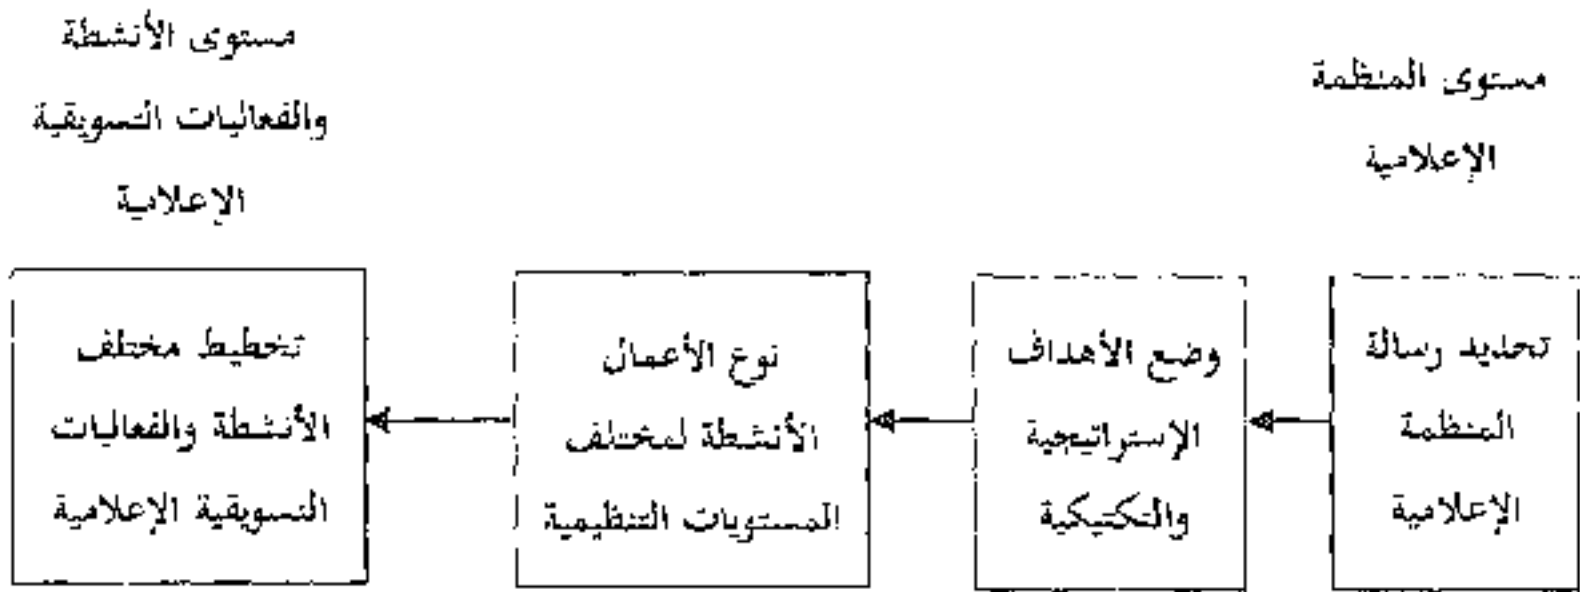 مستوى المنظمة
الإعلامية
مستوى الأنشطة
والفعاليات التسويقية
الإعلامية
تحديد رسالة
المنظمة
الإعلامية
وضع الأهداف
الإستراتيجية
والتكتيكية
نوع الأعمال
الأنشطة لمختلف
المستويات التنظيمية
تخطيط مختلف
الأنشطة والفعاليات
التسويقية الإعلامية